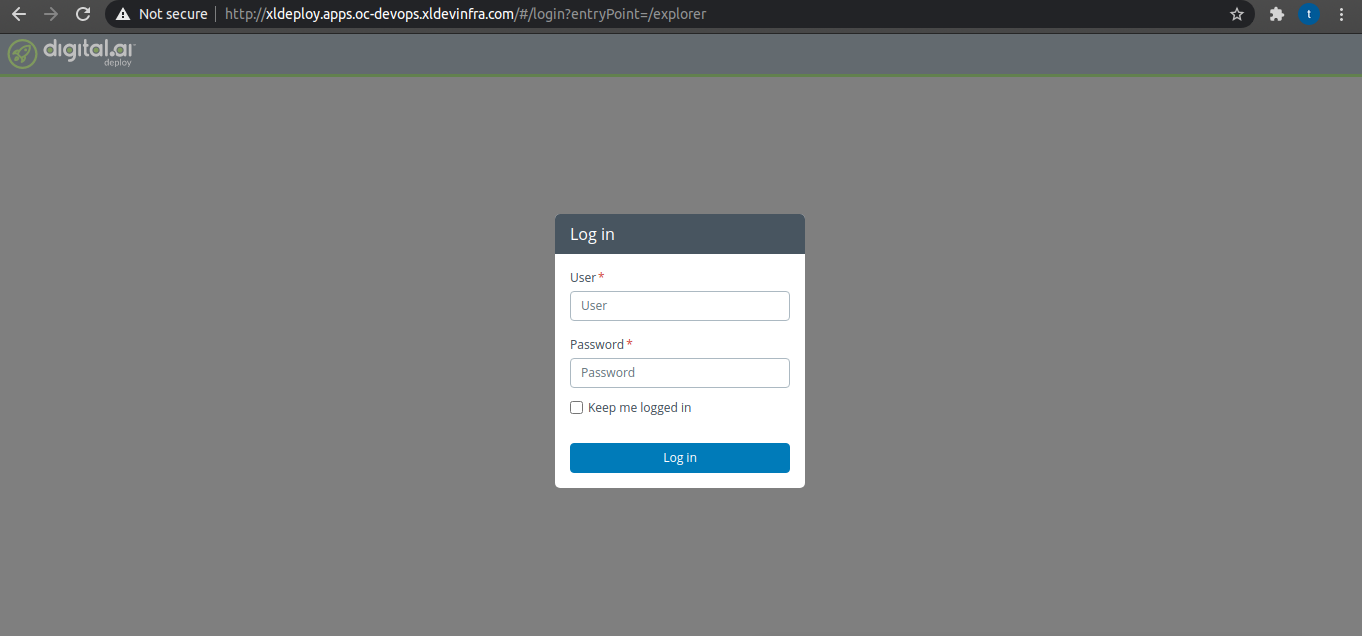 Not secure http://xldeploy.apps.oc-devops.xldevinfra.com/#/login?entryPoint=/explorer t
digital.ai
deploy
Log in
User *
User
Password *
Password
Keep me logged in
Log in